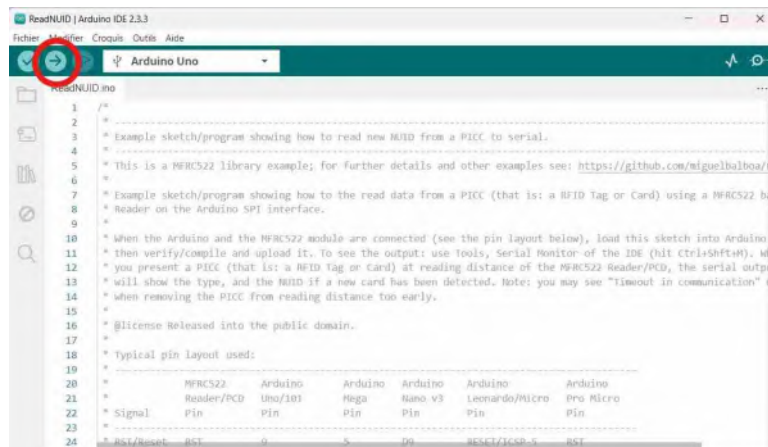 ReadNUID | Arduino IDE 2.3.3
Fichier Modifier Croquis Outils Aide
Arduino Uno
ReadNUID.ino
1 /*
2 * --------------------------------------------------------------------------------------------------------------------
3 * Example sketch/program showing how to read new NUID from a PICC to serial.
4 * --------------------------------------------------------------------------------------------------------------------
5 * This is a MFRC522 library example; for further details and other examples see: https://github.com/miguelbalboa/
6 *
7 * Example sketch/program showing how to the read data from a PICC (that is: a RFID Tag or Card) using a MFRC522 ba
8 * Reader on the Arduino SPI interface.
9 *
10 * When the Arduino and the MFRC522 module are connected (see the pin layout below), load this sketch into Arduino
11 * then verify/compile and upload it. To see the output: use Tools, Serial Monitor of the IDE (hit Ctrl+Shft+M). W
12 * you present a PICC (that is: a RFID Tag or Card) at reading distance of the MFRC522 Reader/PCD, the serial outp
13 * will show the type, and the NUID if a new card has been detected. Note: you may see "Timeout in communication"
14 * when removing the PICC from reading distance too early.
15 *
16 * @license Released into the public domain.
17 *
18 * Typical pin layout used:
19 * -----------------------------------------------------------------------------------------
20 * MFRC522 Arduino Arduino Arduino Arduino Arduino
21 * Reader/PCD Uno/101 Mega Nano v3 Leonardo/Micro Pro Micro
22 * Signal Pin Pin Pin Pin Pin Pin
23 * -----------------------------------------------------------------------------------------
24 * RST/Reset RST 9 5 D9 RESET/ICSP-5 RST